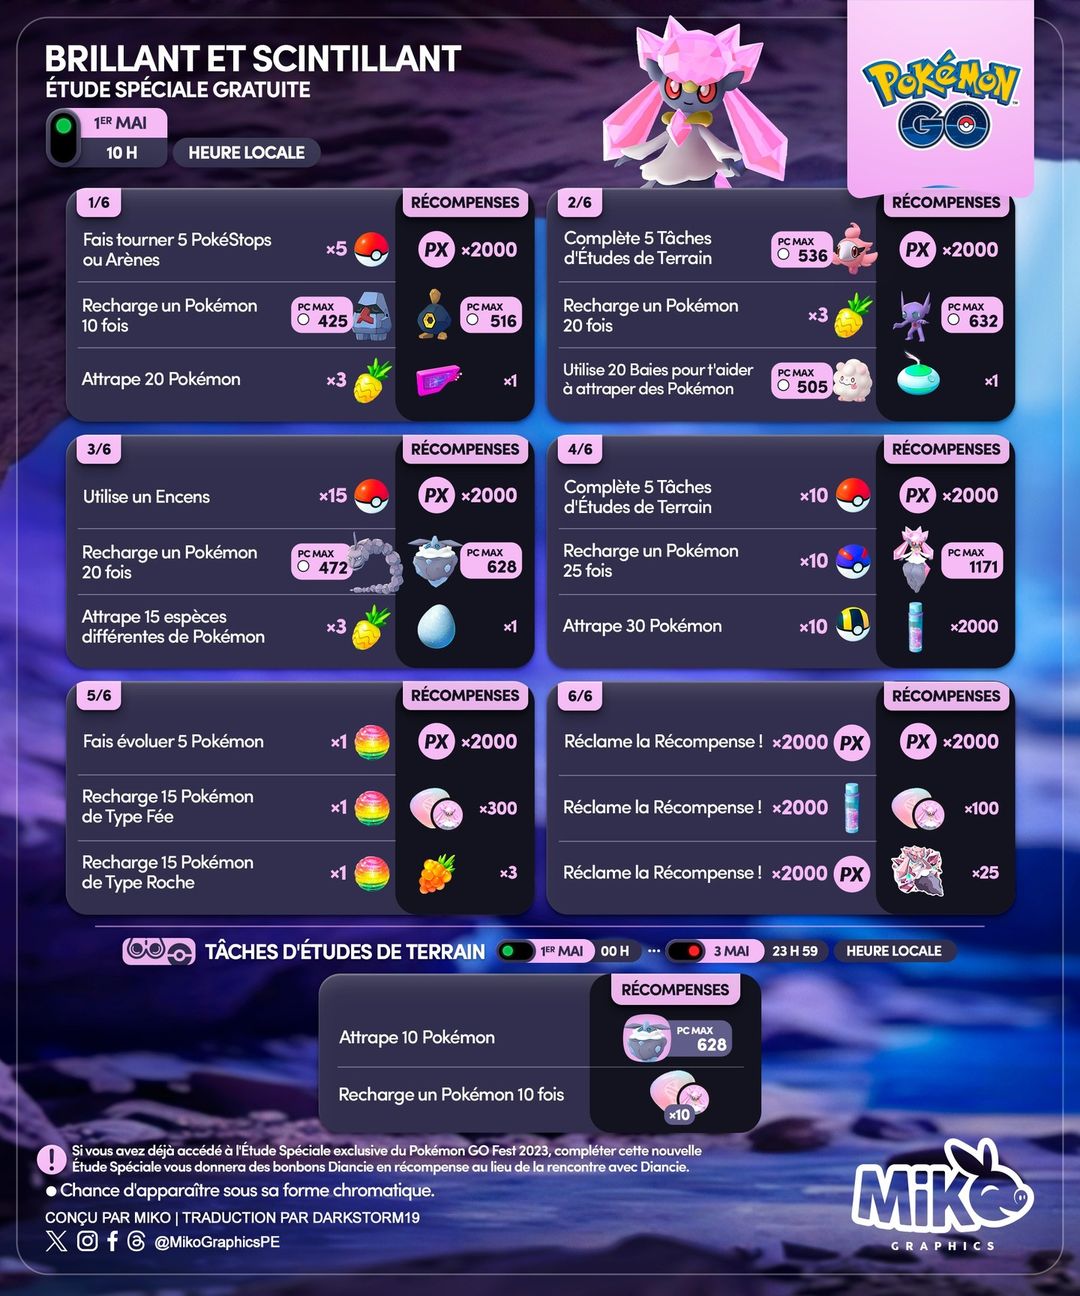 BRILLANT ET SCINTILLANT
ÉTUDE SPÉCIALE GRATUITE
1ER MAI
10 H
HEURE LOCALE
POKÉMON
GO
1/6
RÉCOMPENSES
Fais tourner 5 PokéStops
ou Arènes
×5
PX ×2000
Recharge un Pokémon
10 fois
PC MAX
425
PC MAX
516
Attrape 20 Pokémon
×3
×1
2/6
RÉCOMPENSES
Complète 5 Tâches
d'Études de Terrain
PC MAX
536
PX ×2000
Recharge un Pokémon
20 fois
×3
PC MAX
632
Utilise 20 Baies pour t'aider
à attraper des Pokémon
PC MAX
505
×1
3/6
RÉCOMPENSES
Utilise un Encens
×15
PX ×2000
Recharge un Pokémon
20 fois
PC MAX
472
PC MAX
628
Attrape 15 espèces
différentes de Pokémon
×3
×1
4/6
RÉCOMPENSES
Complète 5 Tâches
d'Études de Terrain
×10
PX ×2000
Recharge un Pokémon
25 fois
×10
PC MAX
1171
Attrape 30 Pokémon
×10
×2000
5/6
RÉCOMPENSES
Fais évoluer 5 Pokémon
×1
PX ×2000
Recharge 15 Pokémon
de Type Fée
×1
×300
Recharge 15 Pokémon
de Type Roche
×1
×3
6/6
RÉCOMPENSES
Réclame la Récompense ! ×2000 PX
PX ×2000
Réclame la Récompense ! ×2000
×100
Réclame la Récompense ! ×2000 PX
×25
TÂCHES D'ÉTUDES DE TERRAIN 1ER MAI 00 H ... 3 MAI 23 H 59 HEURE LOCALE
RÉCOMPENSES
Attrape 10 Pokémon
PC MAX
628
Recharge un Pokémon 10 fois
×10
! Si vous avez déjà accédé à l'Étude Spéciale exclusive du Pokémon GO Fest 2023, compléter cette nouvelle
Étude Spéciale vous donnera des bonbons Diancie en récompense au lieu de la rencontre avec Diancie.
Chance d'apparaître sous sa forme chromatique.
CONÇU PAR MIKO | TRADUCTION PAR DARKSTORM19
@MikoGraphicsPE
MiKO
GRAPHICS